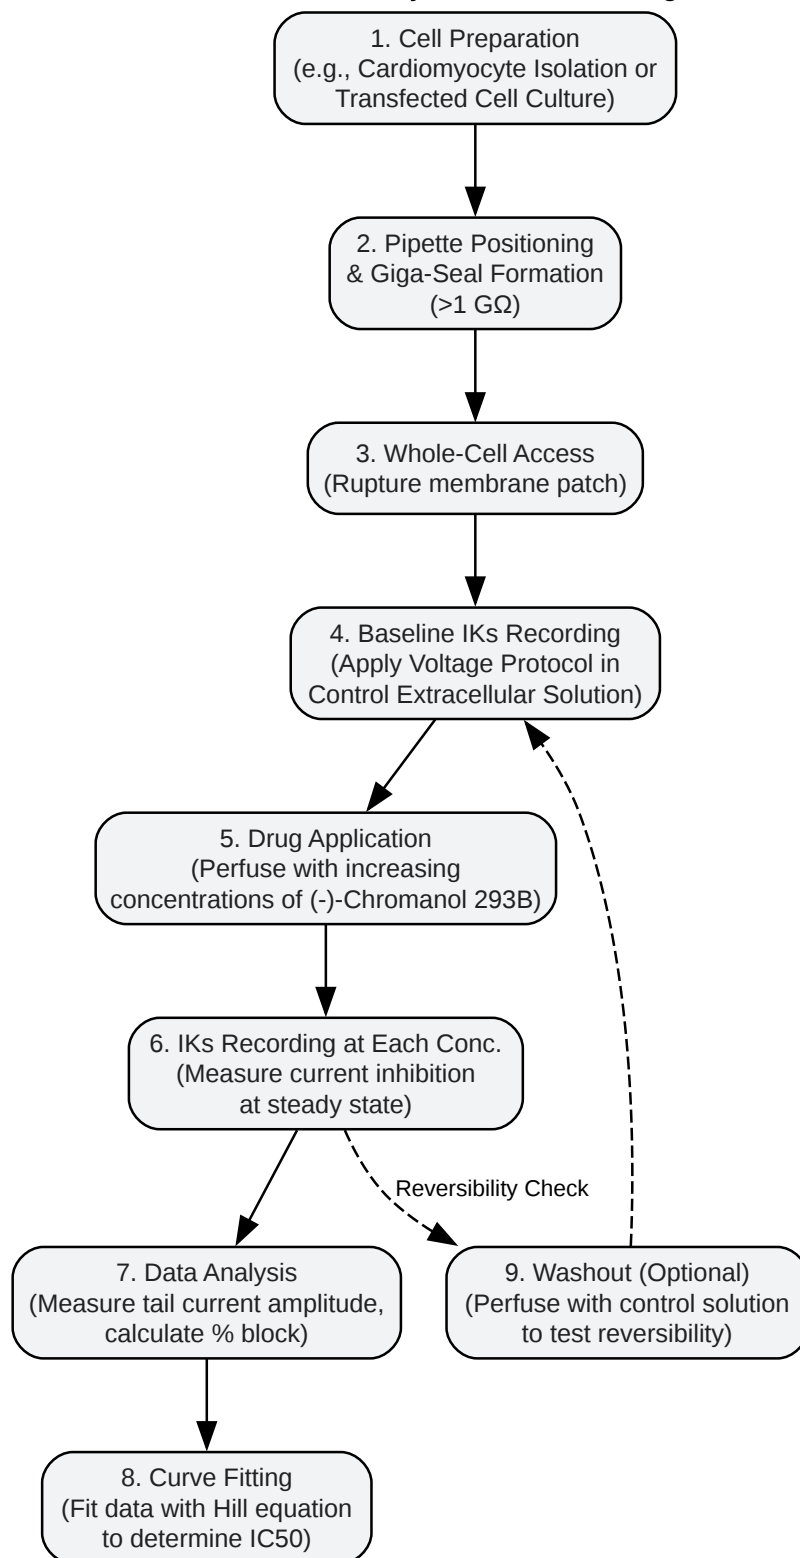 1. Cell Preparation
(e.g., Cardiomyocyte Isolation or
Transfected Cell Culture)
2. Pipette Positioning
& Giga-Seal Formation
(>1 GΩ)
3. Whole-Cell Access
(Rupture membrane patch)
4. Baseline IKs Recording
(Apply Voltage Protocol in
Control Extracellular Solution)
5. Drug Application
(Perfuse with increasing
concentrations of (-)-Chromanol 293B)
6. IKs Recording at Each Conc.
(Measure current inhibition
at steady state)
Reversibility Check
7. Data Analysis
(Measure tail current amplitude,
calculate % block)
9. Washout (Optional)
(Perfuse with control solution
to test reversibility)
8. Curve Fitting
(Fit data with Hill equation
to determine IC50)